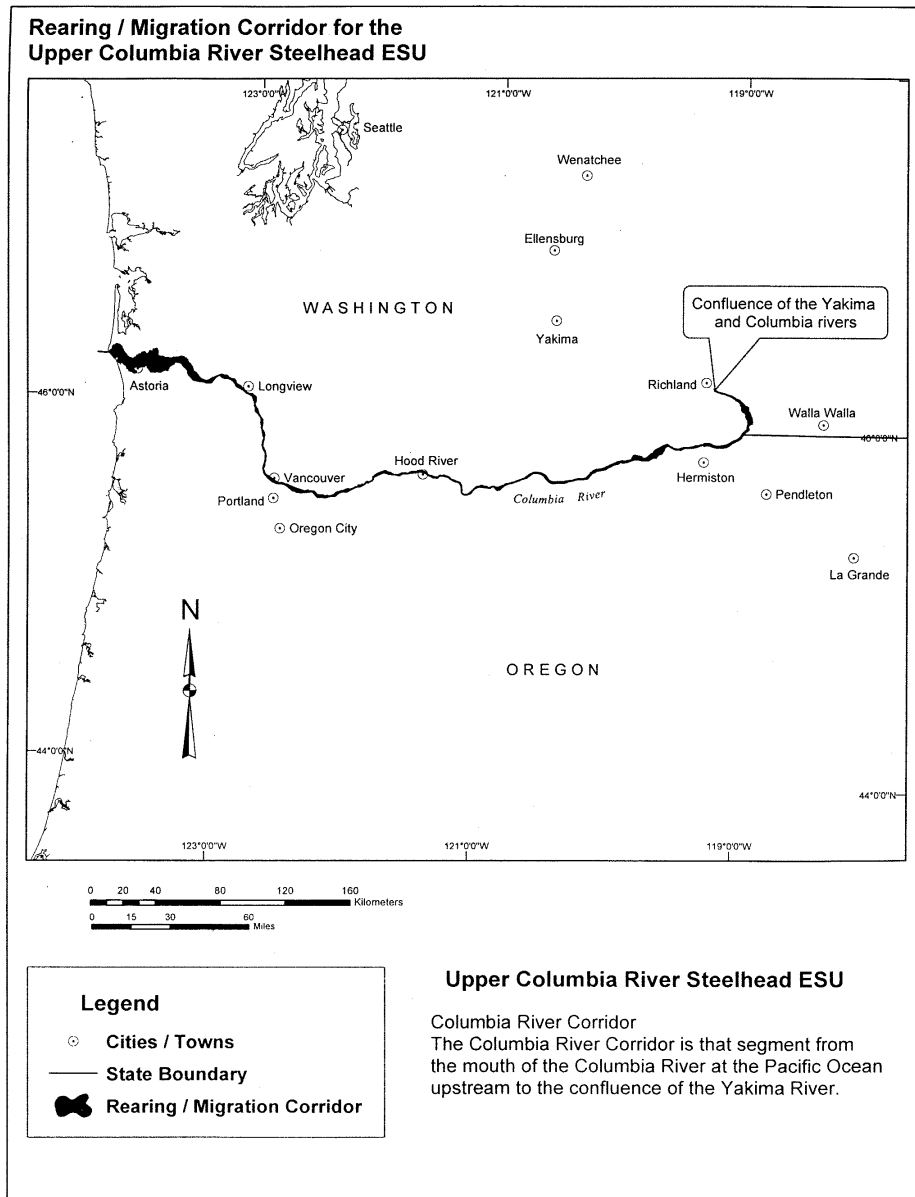 Rearing / Migration Corridor for the
Upper Columbia River Steelhead ESU
123°0'0"W
121°0'0"W
119°0'0"W
Seattle
Wenatchee
Ellensburg
WASHINGTON
Confluence of the Yakima
and Columbia rivers
Yakima
Astoria
Longview
Richland
46°0'0"N
Walla Walla
46°0'0"N
Hood River
Vancouver
Hermiston
Portland
Columbia River
Pendleton
Oregon City
La Grande
N
OREGON
44°0'0"N
44°0'0"N
123°0'0"W
121°0'0"W
119°0'0"W
0 20 40 80 120 160
Kilometers
0 15 30 60
Miles
Legend
Cities / Towns
State Boundary
Rearing / Migration Corridor
Upper Columbia River Steelhead ESU
Columbia River Corridor
The Columbia River Corridor is that segment from
the mouth of the Columbia River at the Pacific Ocean
upstream to the confluence of the Yakima River.